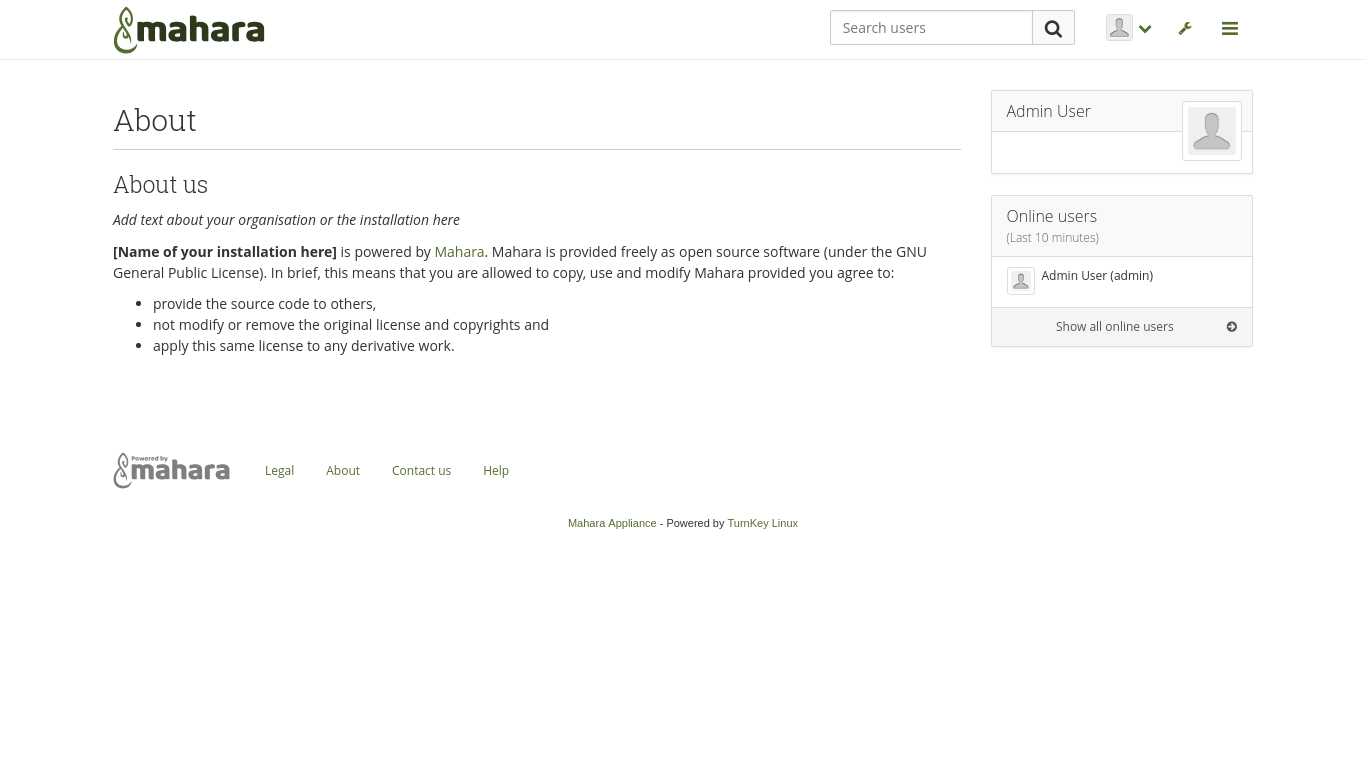 mahara
Search users
About
About us
Add text about your organisation or the installation here
[Name of your installation here] is powered by Mahara. Mahara is provided freely as open source software (under the GNU
General Public License). In brief, this means that you are allowed to copy, use and modify Mahara provided you agree to:
provide the source code to others,
not modify or remove the original license and copyrights and
apply this same license to any derivative work.
Admin User
Online users
(Last 10 minutes)
Admin User (admin)
Show all online users
Powered by
mahara
Legal About Contact us Help
Mahara Appliance - Powered by TurnKey Linux